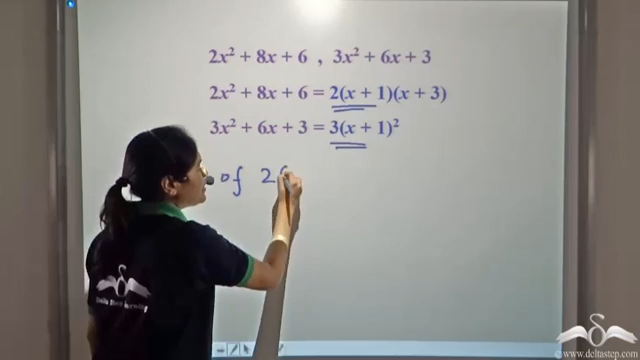 2x² + 8x + 6 , 3x² + 6x + 3
2x² + 8x + 6 = 2(x + 1)(x + 3)
3x² + 6x + 3 = 3(x + 1)²
of 2(
© www.deltastep.com